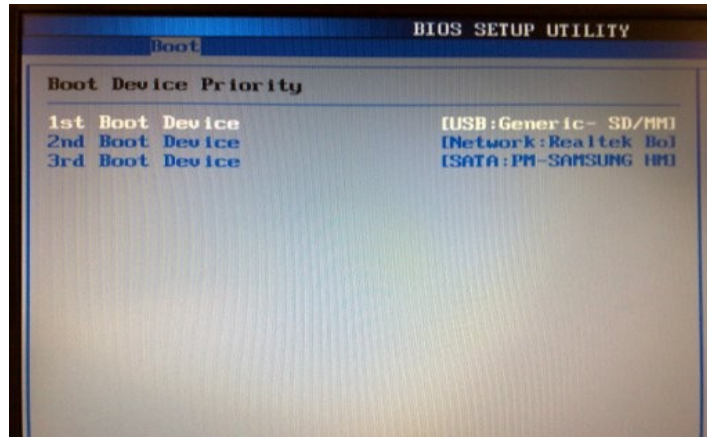 BIOS SETUP UTILITY
Boot
Boot Device Priority
1st Boot Device [USB:Generic- SD/MM]
2nd Boot Device [Network:Realtek Bo]
3rd Boot Device [SATA:PM-SAMSUNG HM]